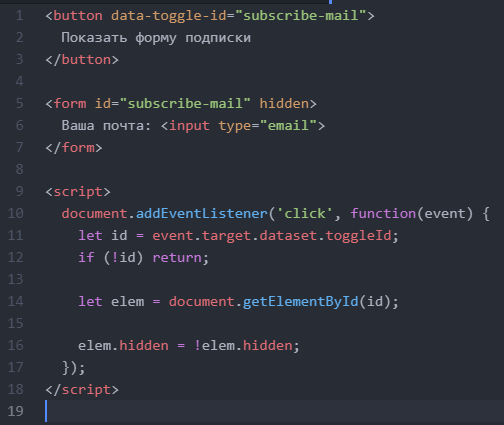 1 <button data-toggle-id="subscribe-mail">
2   Показать форму подписки
3 </button>
4
5 <form id="subscribe-mail" hidden>
6   Ваша почта: <input type="email">
7 </form>
8
9 <script>
10   document.addEventListener('click', function(event) {
11     let id = event.target.dataset.toggleId;
12     if (!id) return;
13
14     let elem = document.getElementById(id);
15
16     elem.hidden = !elem.hidden;
17   });
18 </script>
19